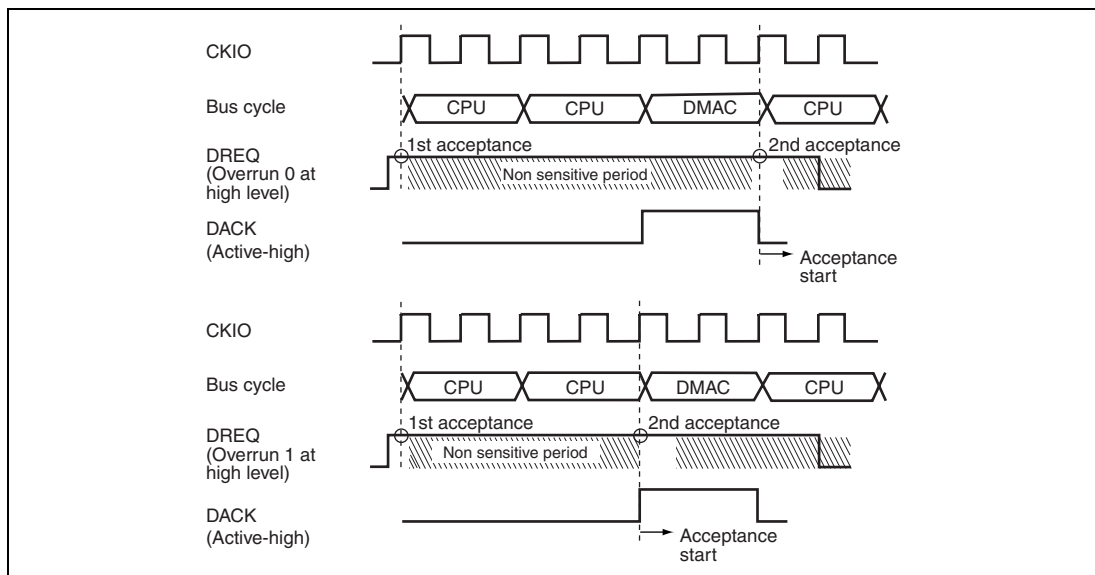 CKIO
Bus cycle
CPU
CPU
DMAC
CPU
DREQ
(Overrun 0 at
high level)
1st acceptance
2nd acceptance
Non sensitive period
DACK
(Active-high)
Acceptance
start
CKIO
Bus cycle
CPU
CPU
DMAC
CPU
DREQ
(Overrun 1 at
high level)
1st acceptance
2nd acceptance
Non sensitive period
DACK
(Active-high)
Acceptance
start